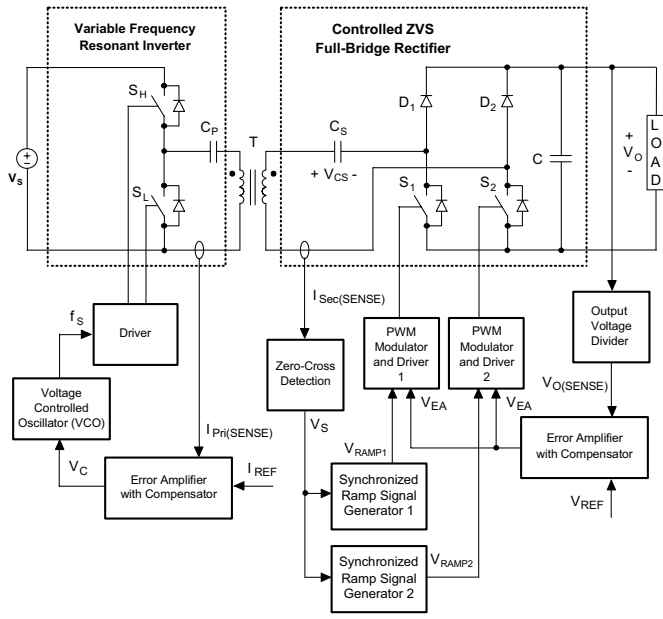 Variable Frequency
Resonant Inverter
Controlled ZVS
Full-Bridge Rectifier
S_H
C_P
T
C_S
+ V_CS -
D_1
D_2
C
+
V_O
-
LOAD
+
-
V_S
S_L
S_1
S_2
f_S
Driver
I_Sec(SENSE)
Zero-Cross
Detection
PWM
Modulator
and Driver
1
PWM
Modulator
and Driver
2
Output
Voltage
Divider
Voltage
Controlled
Oscillator (VCO)
I_Pri(SENSE)
V_S
V_EA
V_EA
V_O(SENSE)
V_RAMP1
V_C
Error Amplifier
with Compensator
I_REF
Synchronized
Ramp Signal
Generator 1
Error Amplifier
with Compensator
V_REF
Synchronized
Ramp Signal
Generator 2
V_RAMP2